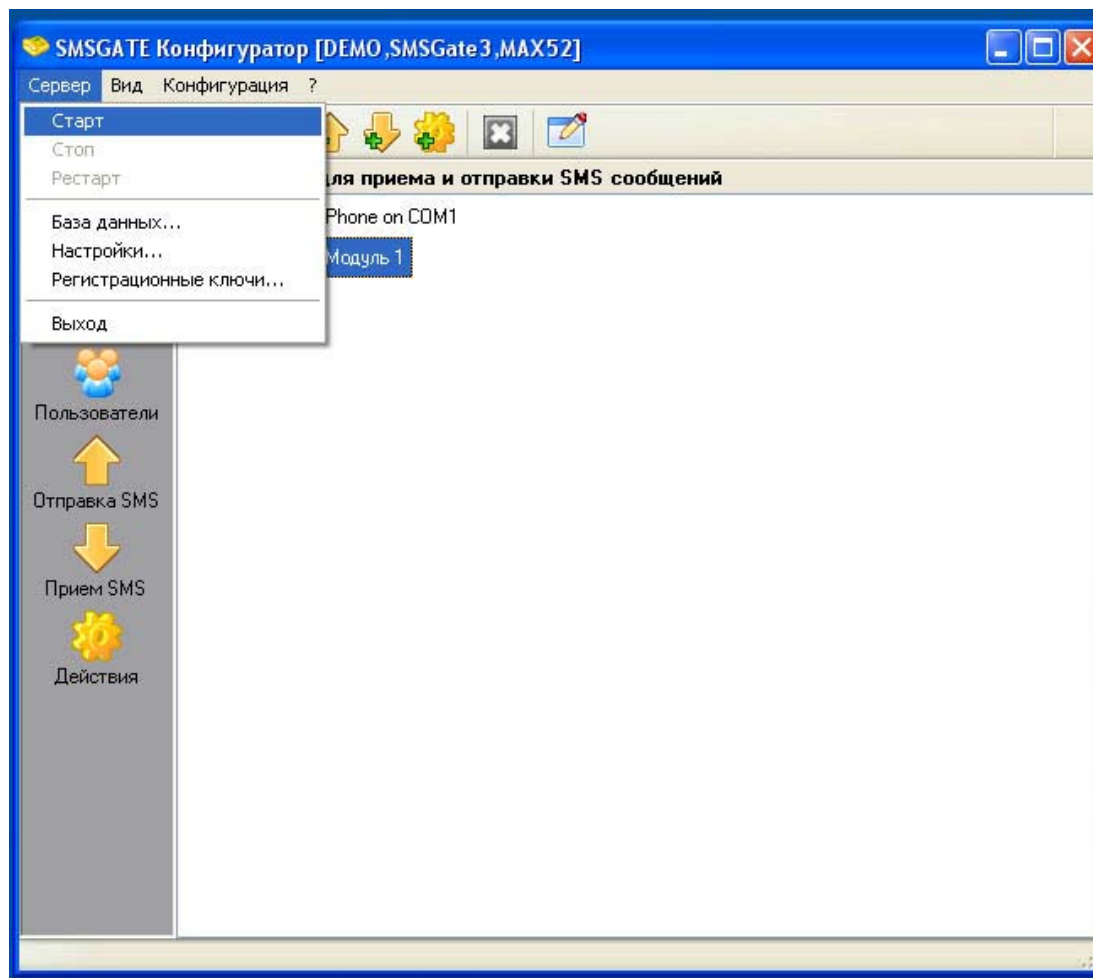 SMSGATE Конфигуратор [DEMO,SMSGate3,MAX52]
Сервер Вид Конфигурация ?
Старт
Стоп
Рестарт
База данных...
Настройки...
Регистрационные ключи...
Выход
для приема и отправки SMS сообщений
Phone on COM1
Модуль 1
Пользователи
Отправка SMS
Прием SMS
Действия